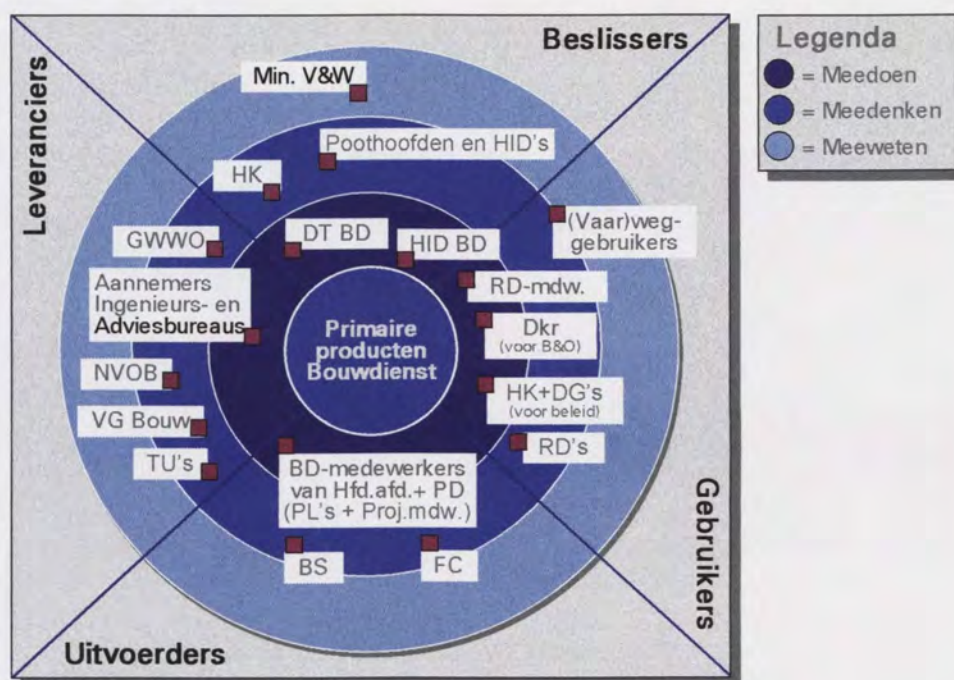 Beslissers
Leveranciers
Gebruikers
Uitvoerders
Min. V&W
Poothoofden en HID's
HK
(Vaar)weg-
gebruikers
GWWO
DT BD
HID BD
RD-mdw.
Aannemers
Ingenieurs- en
Adviesbureaus
Dkr
(voor B&O)
Primaire
producten
Bouwdienst
NVOB
HK+DG's
(voor beleid)
VG Bouw
RD's
TU's
BD-medewerkers
van Hfd.afd.+ PD
(PL's + Proj.mdw.)
BS
FC
Legenda
= Meedoen
= Meedenken
= Meeweten